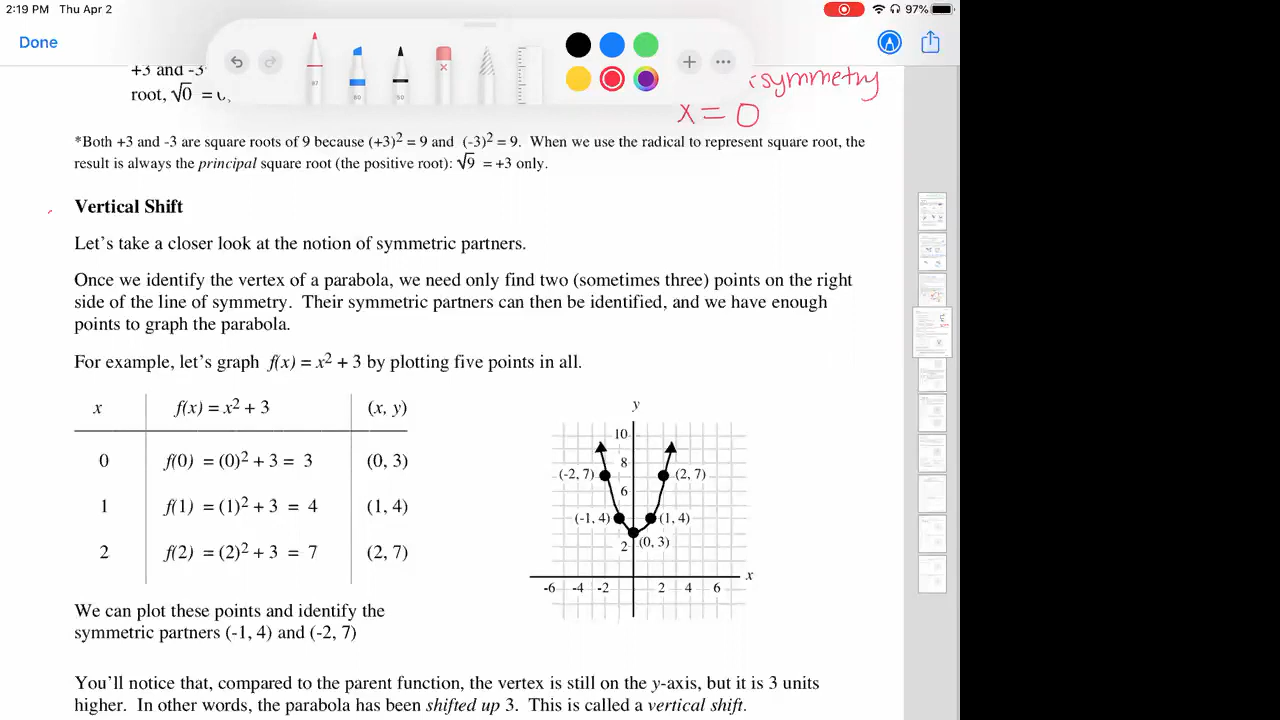 2:19 PM Thu Apr 2
97%
Done
97
80
50
+3 and -3
root, √0 =
symmetry
x = 0
*Both +3 and -3 are square roots of 9 because (+3)² = 9 and (-3)² = 9. When we use the radical to represent square root, the
result is always the principal square root (the positive root): √9 = +3 only.
Vertical Shift
Let's take a closer look at the notion of symmetric partners.
Once we identify the vertex of a parabola, we need only find two (sometimes three) points on the right
side of the line of symmetry. Their symmetric partners can then be identified, and we have enough
points to graph the parabola.
For example, let's graph f(x) = x² + 3 by plotting five points in all.
x f(x) = x² + 3 (x, y)
0 f(0) = (0)² + 3 = 3 (0, 3)
1 f(1) = (1)² + 3 = 4 (1, 4)
2 f(2) = (2)² + 3 = 7 (2, 7)
y
10
8
(-2, 7) (2, 7)
6
(-1, 4) (1, 4)
2 (0, 3)
x
-6 -4 -2 2 4 6
We can plot these points and identify the
symmetric partners (-1, 4) and (-2, 7)
You'll notice that, compared to the parent function, the vertex is still on the y-axis, but it is 3 units
higher. In other words, the parabola has been shifted up 3. This is called a vertical shift.